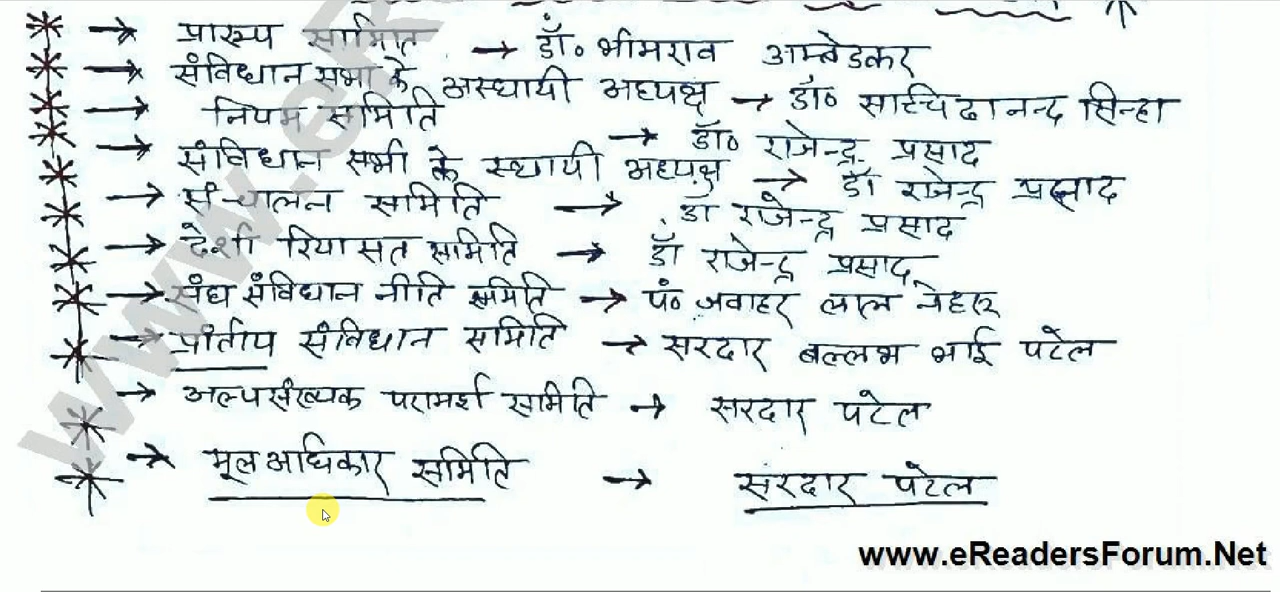 → प्रारूप समिति → डॉ० भीमराव आम्बेडकर
→ संविधान सभा के अस्थायी अध्यक्ष → डॉ० सच्चिदानन्द सिन्हा
→ नियम समिति → डॉ० राजेन्द्र प्रसाद
→ संविधान सभी के स्थायी अध्यक्ष → डॉ राजेन्द्र प्रसाद
→ संचालन समिति → डॉ राजेन्द्र प्रसाद
→ देशी रियासत समिति → डॉ राजेन्द्र प्रसाद
→ संघ संविधान नीति समिति → पं० जवाहर लाल नेहरू
→ प्रांतीय संविधान समिति → सरदार बल्लभ भाई पटेल
→ अल्पसंख्यक परामर्श समिति → सरदार पटेल
→ मूल अधिकार समिति → सरदार पटेल
www.eR
www.eReadersForum.Net